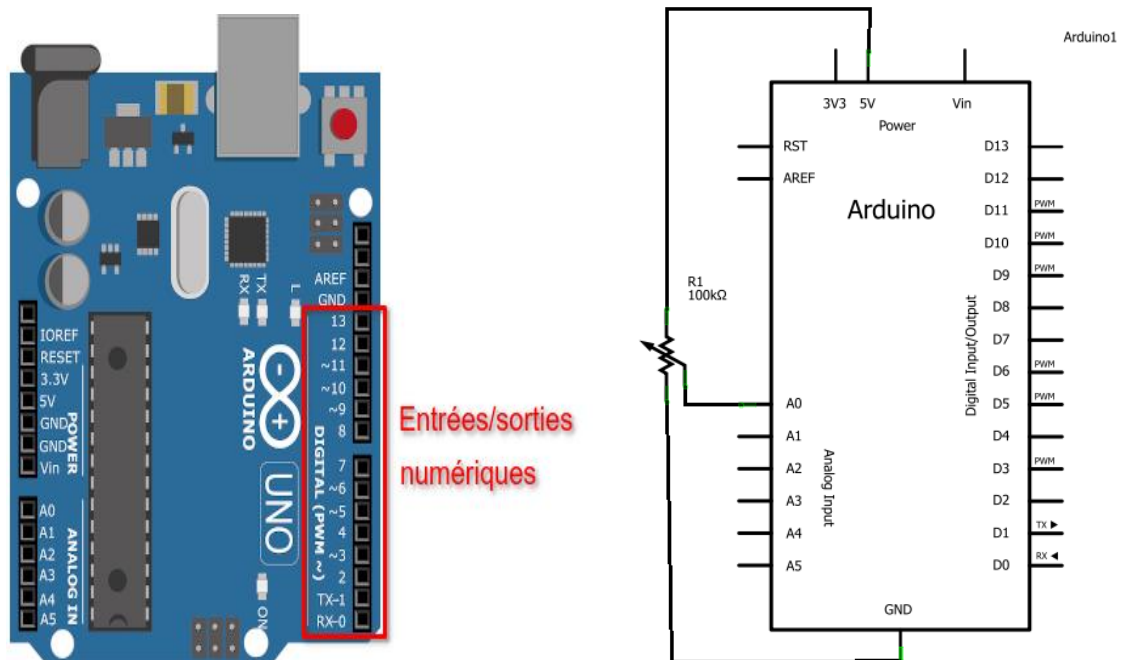 AREF
GND
13
12
~11
~10
~9
8
7
~6
~5
4
~3
2
TX-1
RX-0
RX
TX
L
IOREF
RESET
3.3V
5V
GND
GND
Vin
POWER
A0
A1
A2
A3
A4
A5
ANALOG IN
ARDUINO
UNO
DIGITAL (PWM ~)
ON
Entrées/sorties
numériques
Arduino1
3V3 5V Vin
Power
RST
AREF
Arduino
R1
100kΩ
A0
A1
A2
A3
A4
A5
Analog Input
D13
D12
D11 PWM
D10 PWM
D9 PWM
D8
D7
D6 PWM
D5 PWM
D4
D3 PWM
D2
D1 TX ▶
D0 RX ◀
Digital Input/Output
GND